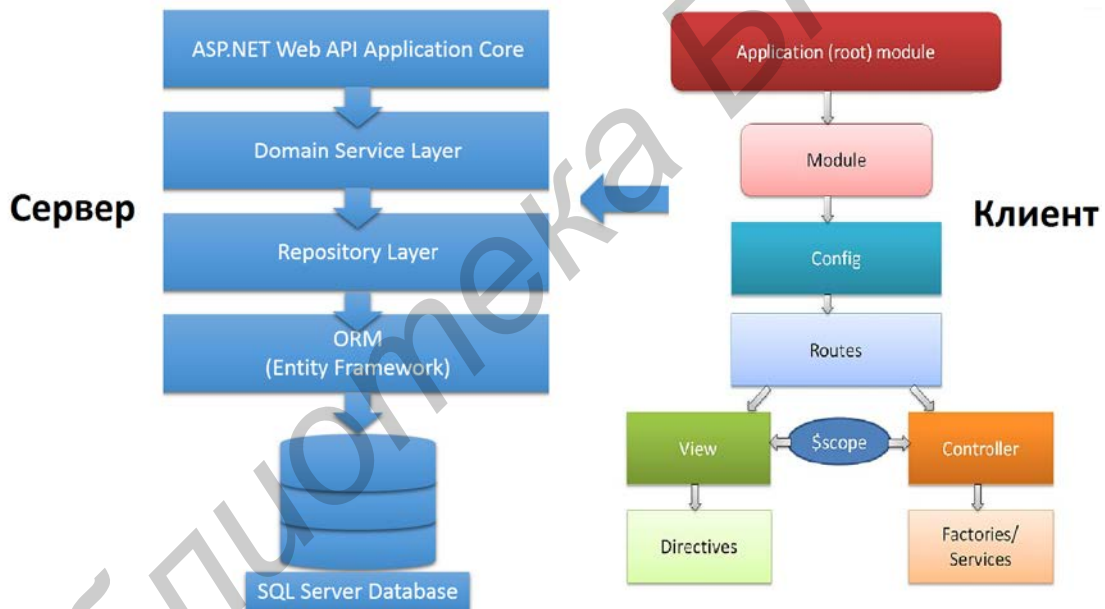 ASP.NET Web API Application Core
Domain Service Layer
Repository Layer
ORM
(Entity Framework)
SQL Server Database
Сервер
Application (root) module
Module
Config
Routes
View
$scope
Controller
Directives
Factories/
Services
Клиент